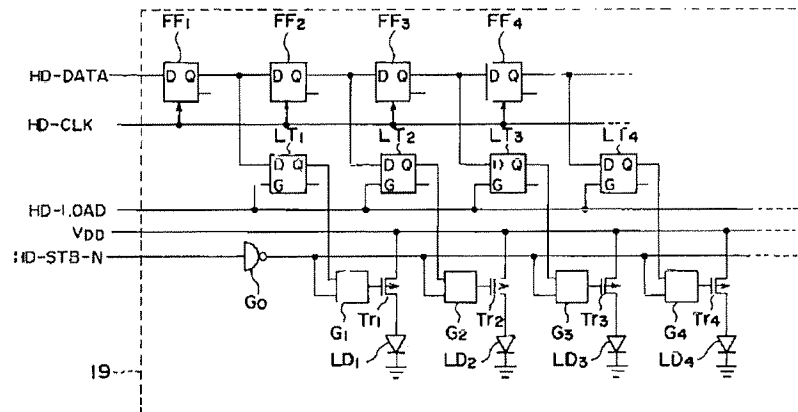 FF1 FF2 FF3 FF4
HD-DATA D Q D Q D Q D Q
HD-CLK
LT1 LT2 LT3 LT4
D Q D Q D Q D Q
G G G G
HD-LOAD
VDD
HD-STB-N
G0
G1 Tr1 G2 Tr2 G3 Tr3 G4 Tr4
LD1 LD2 LD3 LD4
19